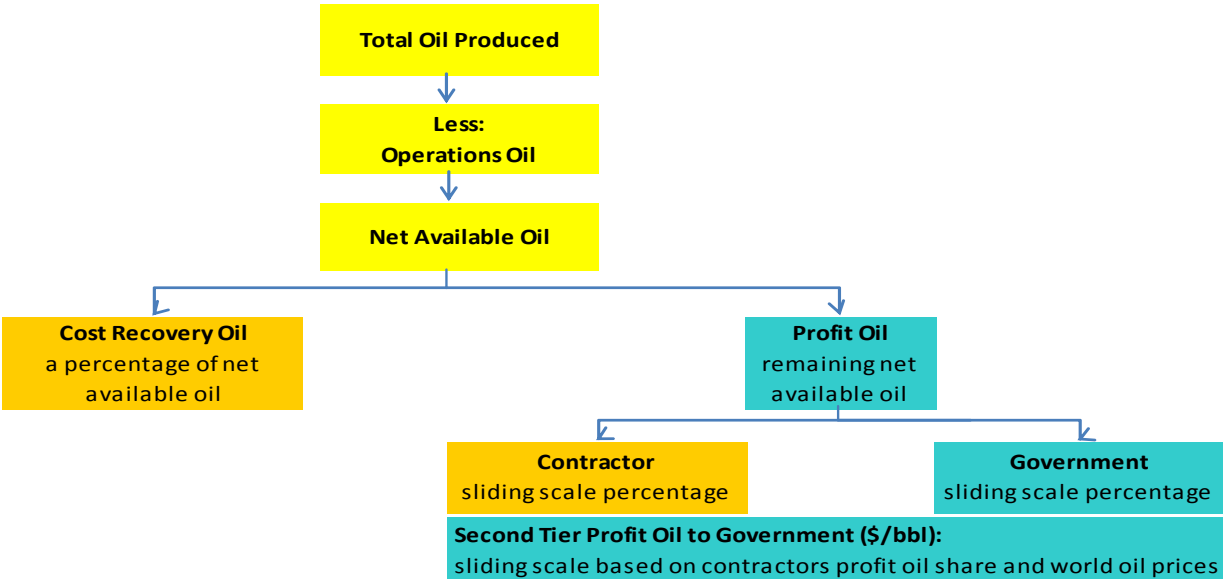 Total Oil Produced
Less:
Operations Oil
Net Available Oil
Cost Recovery Oil
a percentage of net
available oil
Profit Oil
remaining net
available oil
Contractor
sliding scale percentage
Government
sliding scale percentage
Second Tier Profit Oil to Government ($/bbl):
sliding scale based on contractors profit oil share and world oil prices